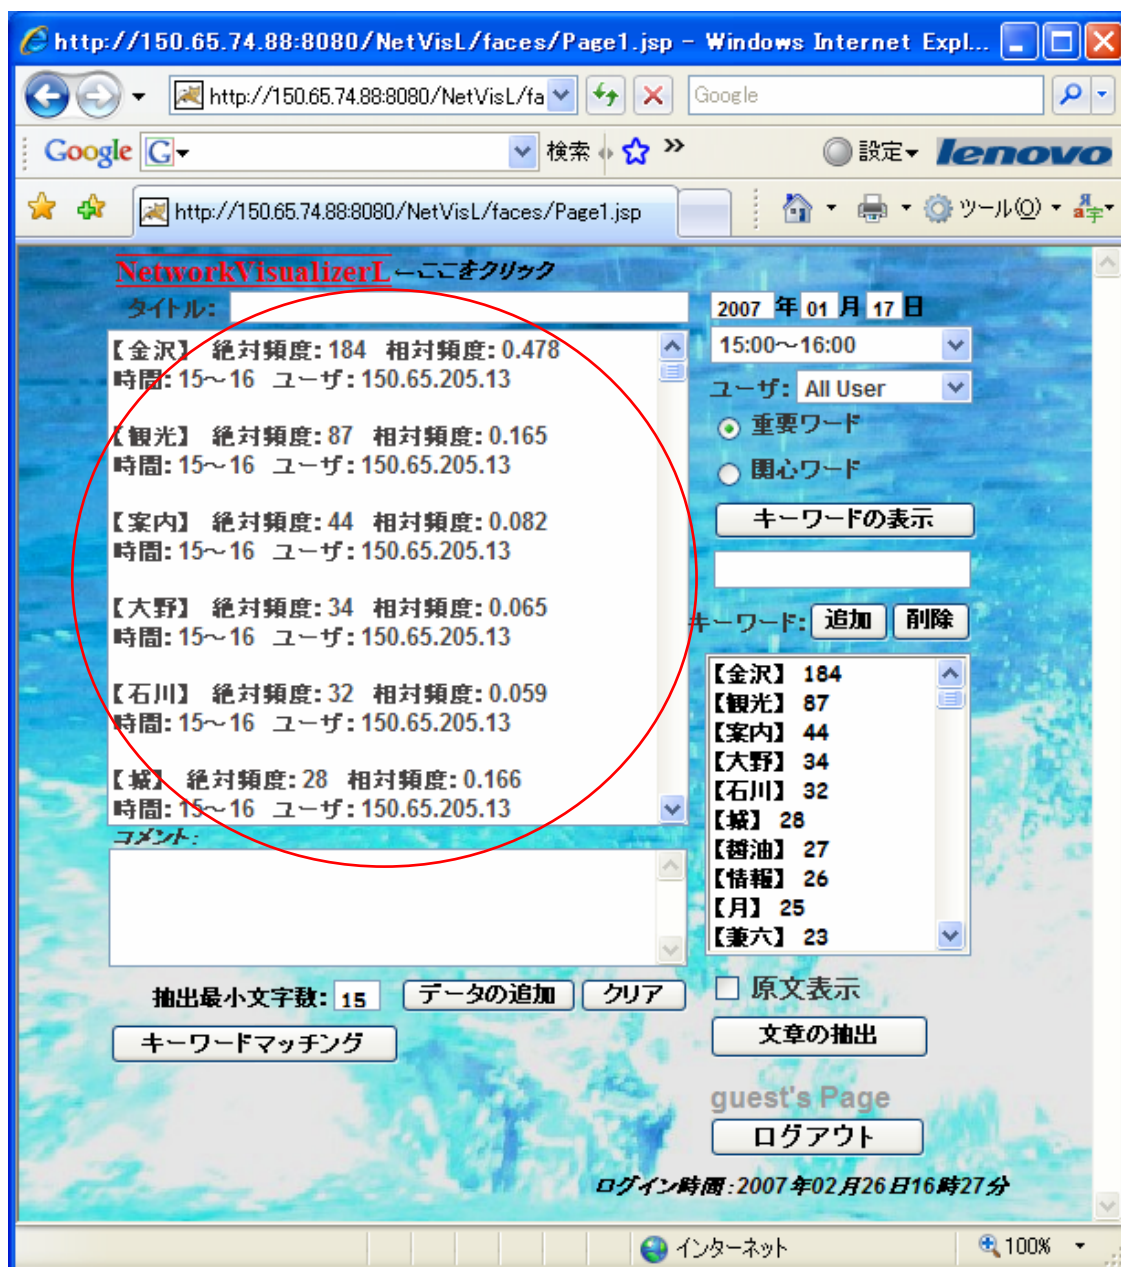 http://150.65.74.88:8080/NetVisL/faces/Page1.jsp - Windows Internet Expl...
http://150.65.74.88:8080/NetVisL/fa
Google
Google G 検索 » 設定 lenovo
http://150.65.74.88:8080/NetVisL/faces/Page1.jsp
ツール(O)
NetworkVisualizerL ←ここをクリック
タイトル:
【金沢】 絶対頻度: 184 相対頻度: 0.478
時間: 15～16 ユーザ: 150.65.205.13
【観光】 絶対頻度: 87 相対頻度: 0.165
時間: 15～16 ユーザ: 150.65.205.13
【案内】 絶対頻度: 44 相対頻度: 0.082
時間: 15～16 ユーザ: 150.65.205.13
【大野】 絶対頻度: 34 相対頻度: 0.065
時間: 15～16 ユーザ: 150.65.205.13
【石川】 絶対頻度: 32 相対頻度: 0.059
時間: 15～16 ユーザ: 150.65.205.13
【城】 絶対頻度: 28 相対頻度: 0.166
時間: 15～16 ユーザ: 150.65.205.13
コメント:
抽出最小文字数: 15 データの追加 クリア
キーワードマッチング
2007 年 01 月 17 日
15:00～16:00
ユーザ: All User
重要ワード
関心ワード
キーワードの表示
キーワード: 追加 削除
【金沢】 184
【観光】 87
【案内】 44
【大野】 34
【石川】 32
【城】 28
【醤油】 27
【情報】 26
【月】 25
【兼六】 23
原文表示
文章の抽出
guest's Page
ログアウト
ログイン時間:2007年02月26日16時27分
インターネット 100%